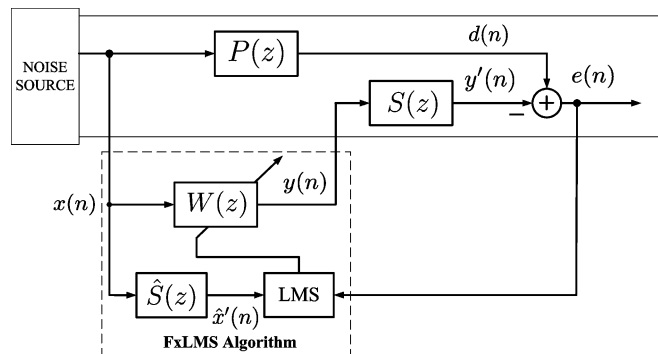 NOISE
SOURCE
P(z)
d(n)
S(z)
y′(n)
+
−
e(n)
x(n)
W(z)
y(n)
Ŝ(z)
x̂′(n)
LMS
FxLMS Algorithm